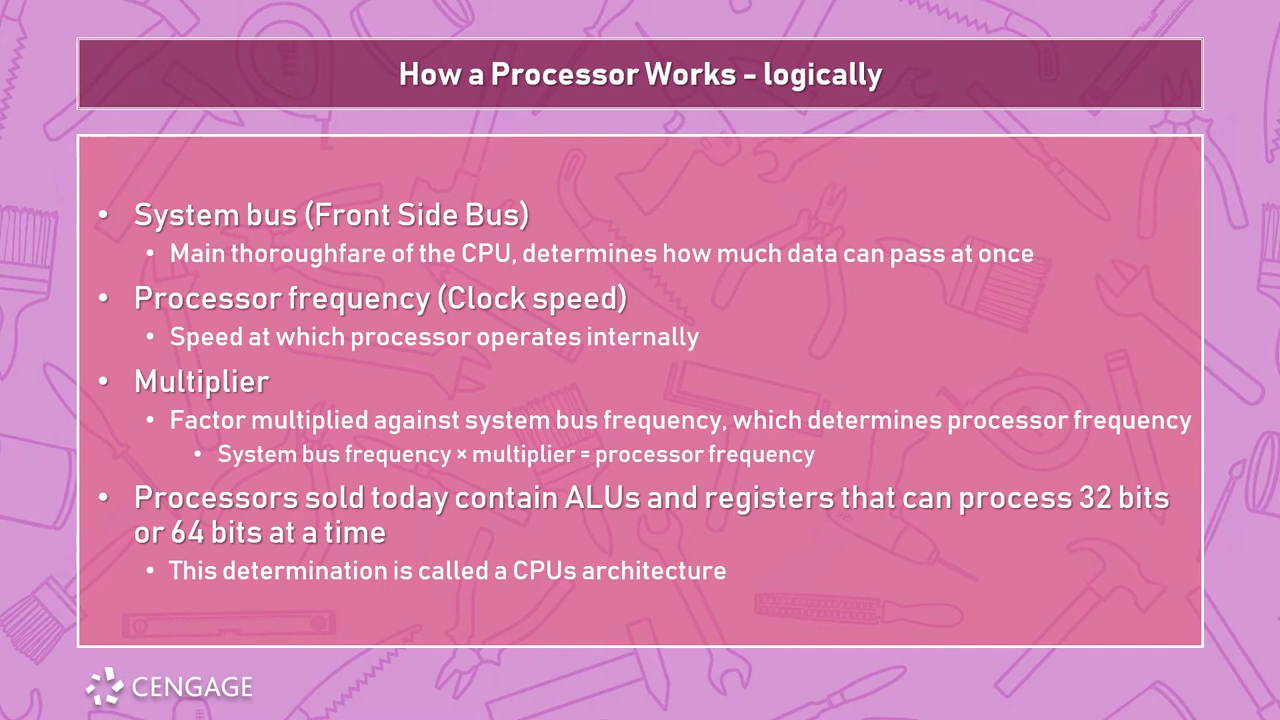 How a Processor Works – logically
• System bus (Front Side Bus)
• Main thoroughfare of the CPU, determines how much data can pass at once
• Processor frequency (Clock speed)
• Speed at which processor operates internally
• Multiplier
• Factor multiplied against system bus frequency, which determines processor frequency
• System bus frequency × multiplier = processor frequency
• Processors sold today contain ALUs and registers that can process 32 bits
or 64 bits at a time
• This determination is called a CPUs architecture
CENGAGE